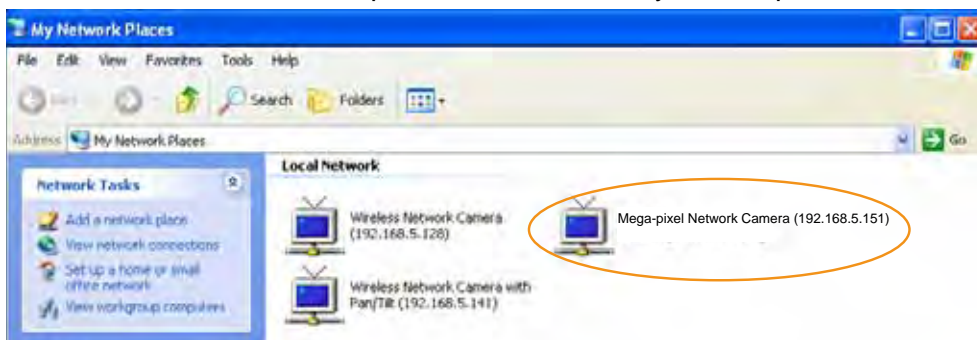 My Network Places
File Edit View Favorites Tools Help
Search Folders
Address My Network Places Go
Local Network
Network Tasks
Add a network place
View network connections
Set up a home or small
office network
View workgroup computers
Wireless Network Camera
(192.168.5.128)
Mega-pixel Network Camera (192.168.5.151)
Wireless Network Camera with
Pan/Tilt (192.168.5.141)